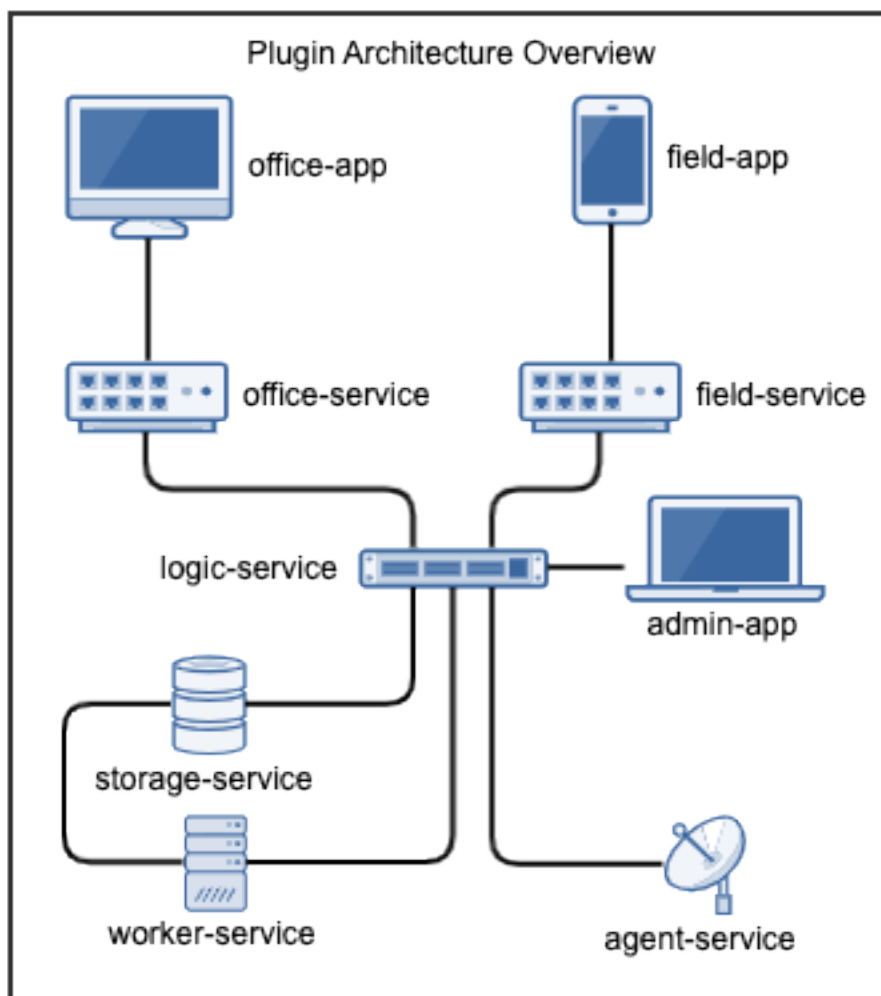 Plugin Architecture Overview
office-app
field-app
office-service
field-service
logic-service
admin-app
storage-service
worker-service
agent-service